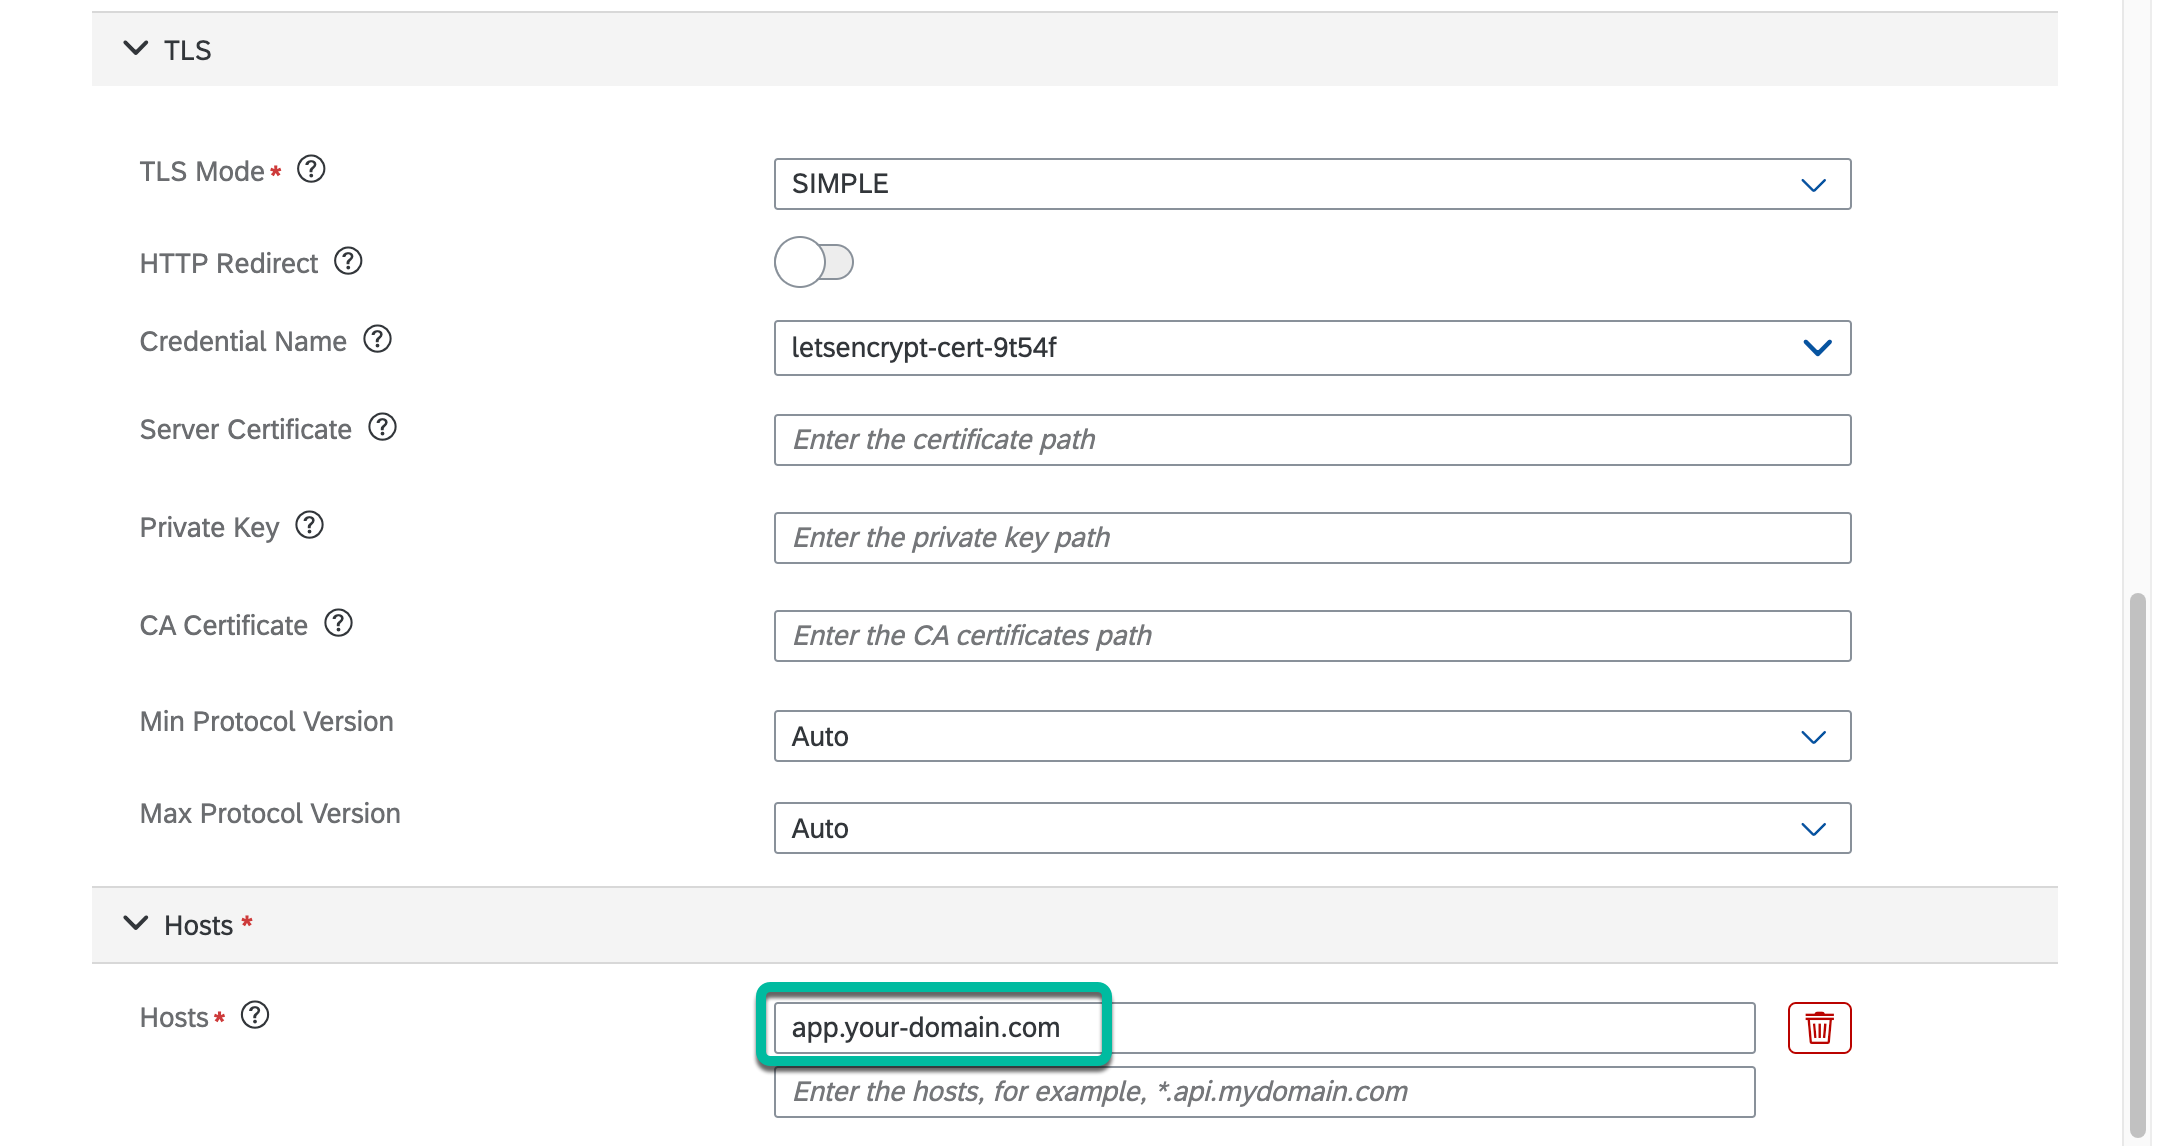 TLS
TLS Mode *
SIMPLE
HTTP Redirect
Credential Name
letsencrypt-cert-9t54f
Server Certificate
Enter the certificate path
Private Key
Enter the private key path
CA Certificate
Enter the CA certificates path
Min Protocol Version
Auto
Max Protocol Version
Auto
Hosts *
Hosts *
app.your-domain.com
Enter the hosts, for example, *.api.mydomain.com